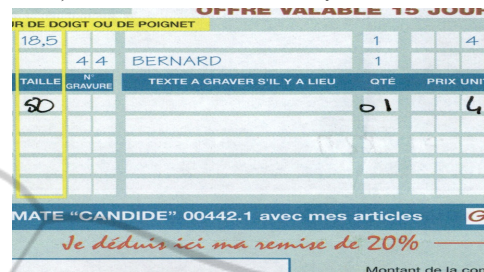 OFFRE VALABLE 15 JOUR
R DE DOIGT OU DE POIGNET
18,5 1 4
4 4 BERNARD 1
TAILLE N° GRAVURE TEXTE A GRAVER S'IL Y A LIEU QTÉ PRIX UNI
50 01 4
MATE "CANDIDE" 00442.1 avec mes articles
Je déduis ici ma remise de 20%
Montant de la com